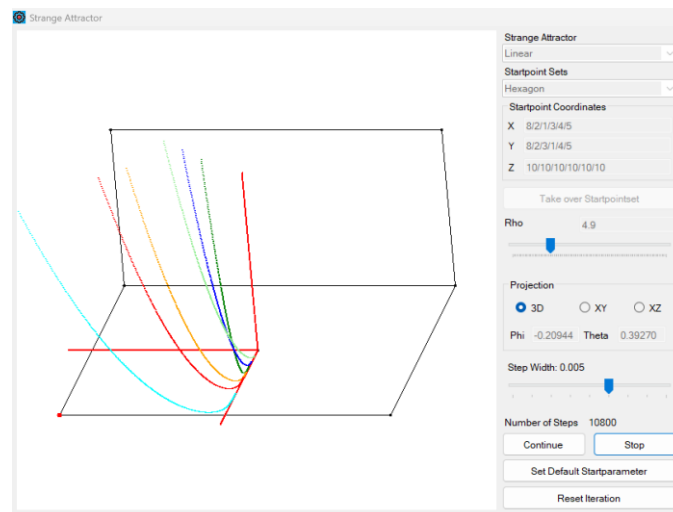 Strange Attractor
Strange Attractor
Linear
Startpoint Sets
Hexagon
Startpoint Coordinates
X 8/2/1/3/4/5
Y 8/2/3/1/4/5
Z 10/10/10/10/10/10
Take over Startpointset
Rho 4.9
Projection
3D XY XZ
Phi -0.20944 Theta 0.39270
Step Width: 0.005
Number of Steps 10800
Continue Stop
Set Default Startparameter
Reset Iteration